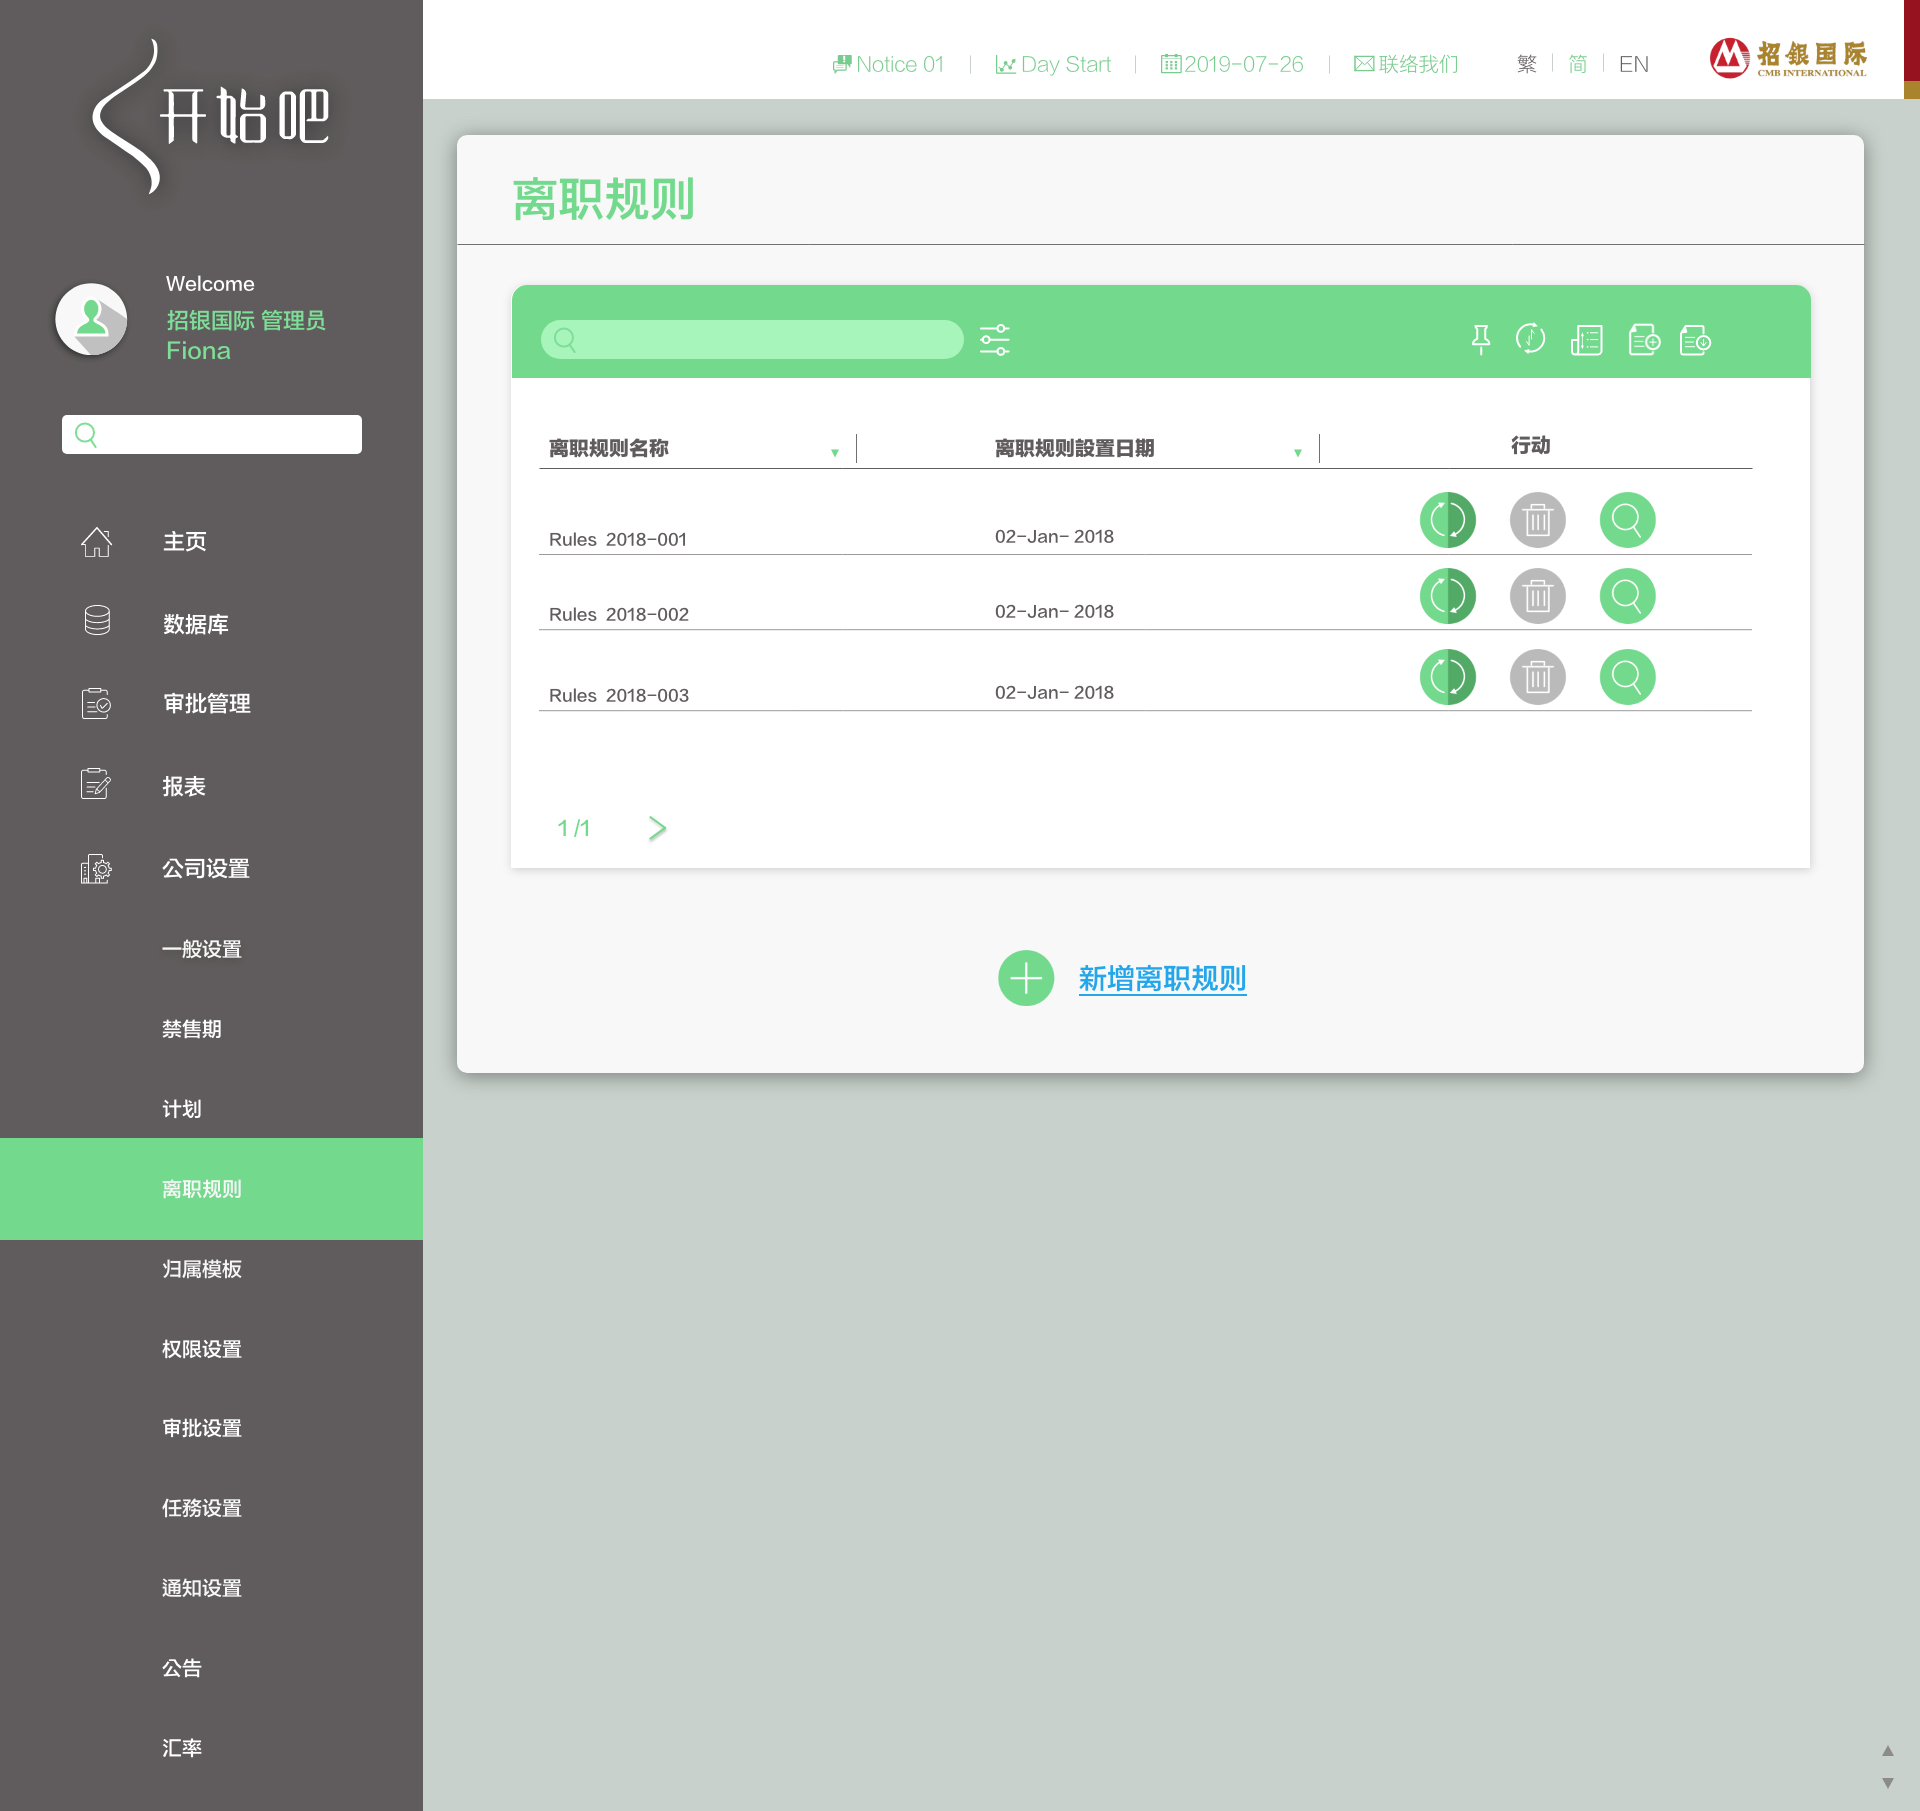 开始吧
Welcome
招银国际 管理员
Fiona
主页
数据库
审批管理
报表
公司设置
一般设置
禁售期
计划
离职规则
归属模板
权限设置
审批设置
任務设置
通知设置
公告
汇率
Notice 01
Day Start
2019-07-26
联络我们
繁
简
EN
招银国际
CMB INTERNATIONAL
离职规则
离职规则名称 ▼
离职规则設置日期 ▼
行动
Rules 2018-001
02-Jan- 2018
Rules 2018-002
02-Jan- 2018
Rules 2018-003
02-Jan- 2018
1 /1
新增离职规则